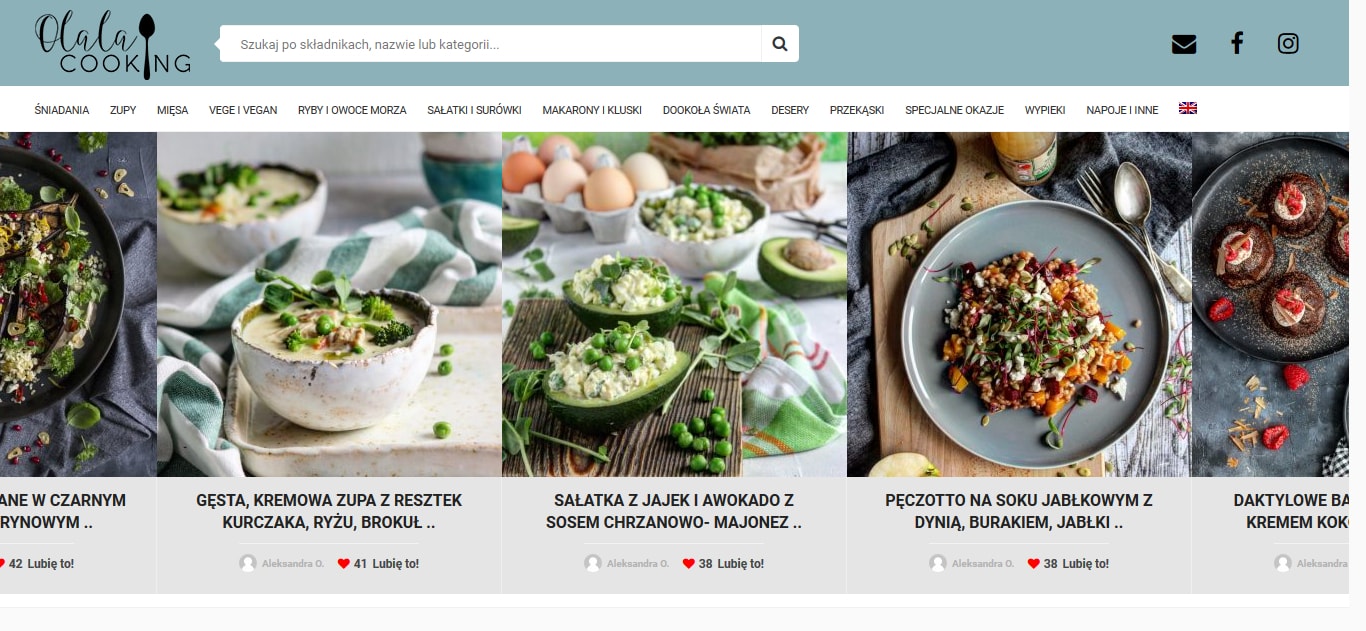 Olala
COOKING
Szukaj po składnikach, nazwie lub kategorii...
ŚNIADANIA ZUPY MIĘSA VEGE I VEGAN RYBY I OWOCE MORZA SAŁATKI I SURÓWKI MAKARONY I KLUSKI DOOKOŁA ŚWIATA DESERY PRZEKĄSKI SPECJALNE OKAZJE WYPIEKI NAPOJE I INNE
ANE W CZARNYM
RYNOWYM ..
42 Lubię to!
GĘSTA, KREMOWA ZUPA Z RESZTEK
KURCZAKA, RYŻU, BROKUŁ ..
Aleksandra O. 41 Lubię to!
SAŁATKA Z JAJEK I AWOKADO Z
SOSEM CHRZANOWO- MAJONEZ ..
Aleksandra O. 38 Lubię to!
PĘCZOTTO NA SOKU JABŁKOWYM Z
DYNIĄ, BURAKIEM, JABŁKI ..
Aleksandra O. 38 Lubię to!
DAKTYLOWE BA
KREMEM KOK
Aleksandra